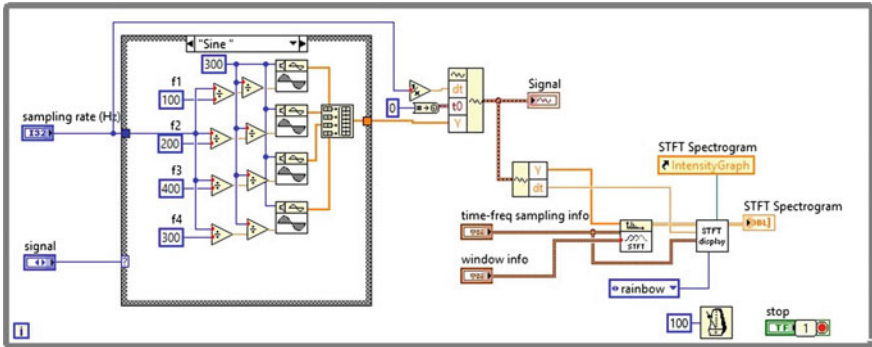 "Sine "
300
f1
100
sampling rate (Hz)
I32
f2
200
f3
400
f4
300
signal
?
0
dt
t0
Y
Signal
Y
dt
STFT Spectrogram
IntensityGraph
time-freq sampling info
STFT
STFT
display
STFT Spectrogram
DBL]
window info
rainbow
100
stop
TF
1
i